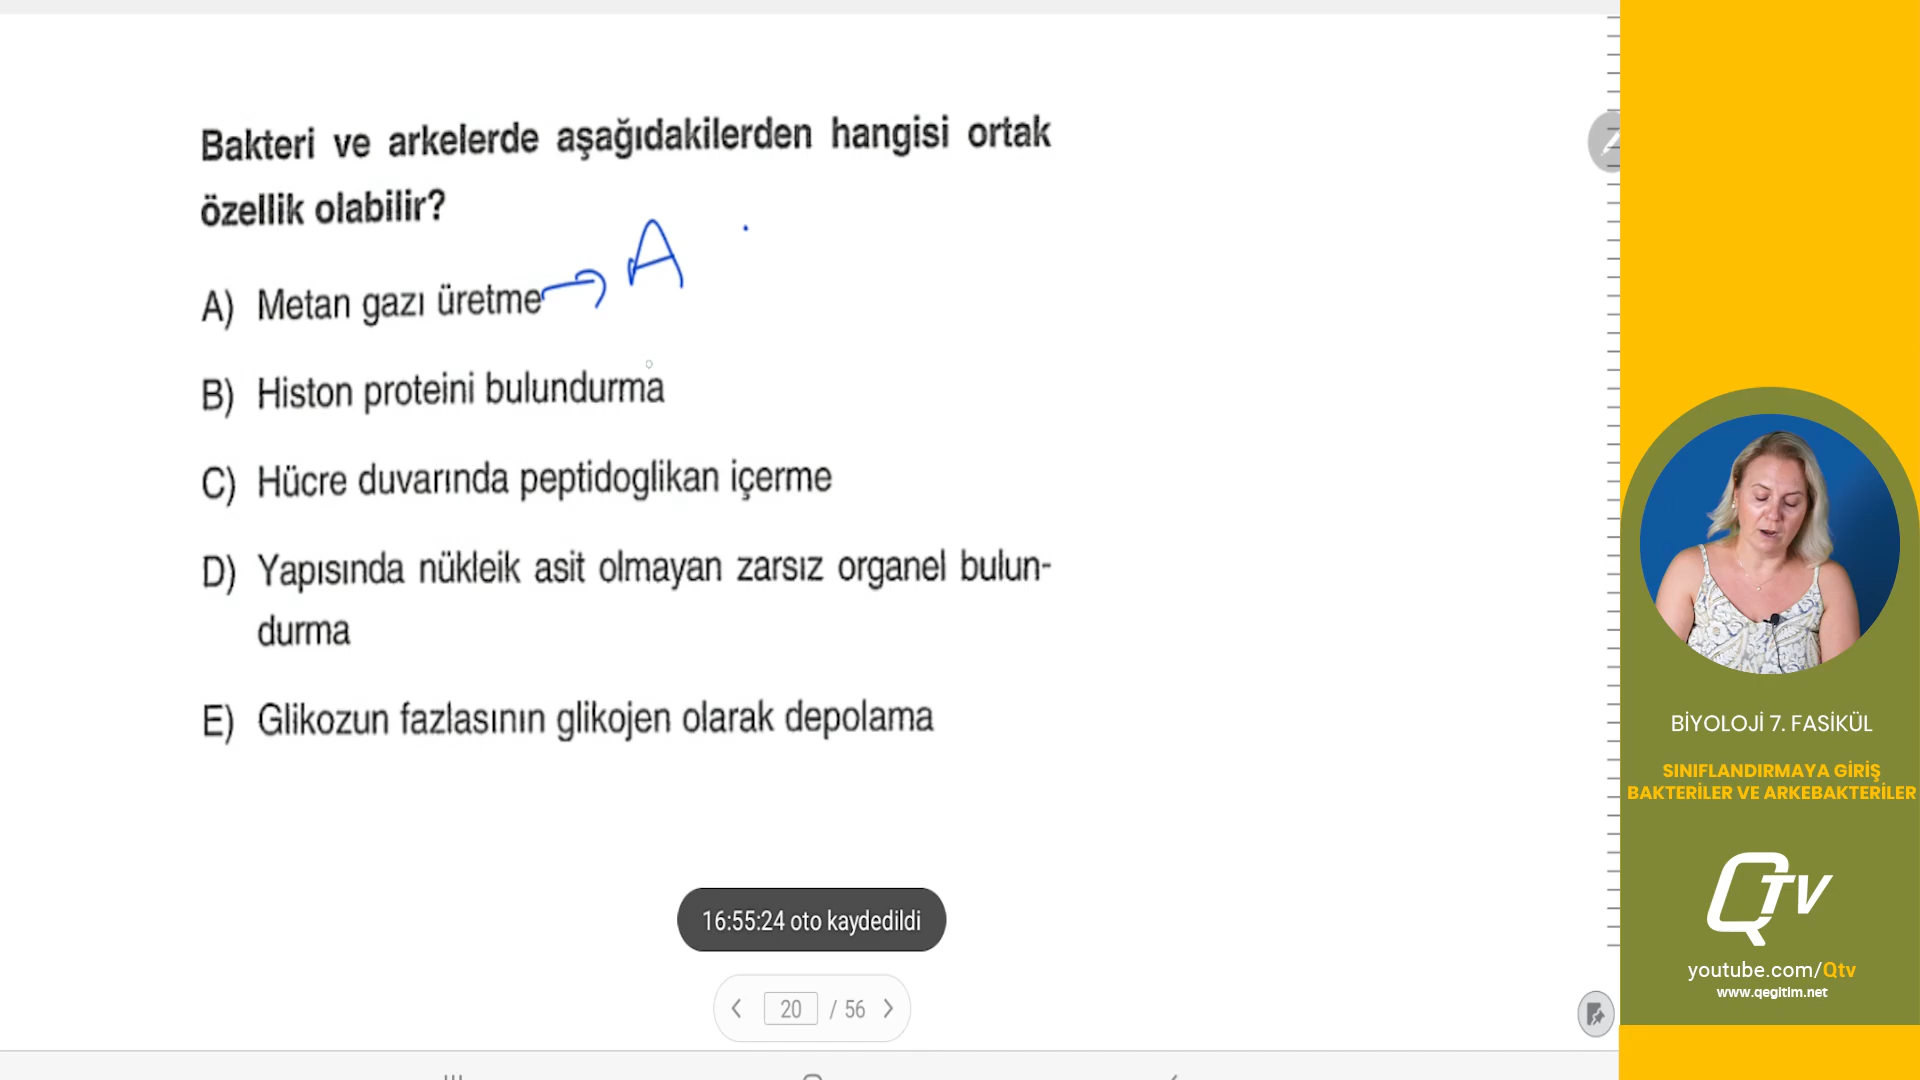 Bakteri ve arkelerde aşağıdakilerden hangisi ortak
özellik olabilir?
A) Metan gazı üretme → A
B) Histon proteini bulundurma
C) Hücre duvarında peptidoglikan içerme
D) Yapısında nükleik asit olmayan zarsız organel bulun-
durma
E) Glikozun fazlasının glikojen olarak depolama
16:55:24 oto kaydedildi
20 / 56
BİYOLOJİ 7. FASİKÜL
SINIFLANDIRMAYA GİRİŞ
BAKTERİLER VE ARKEBAKTERİLER
QTV
youtube.com/Qtv
www.qegitim.net